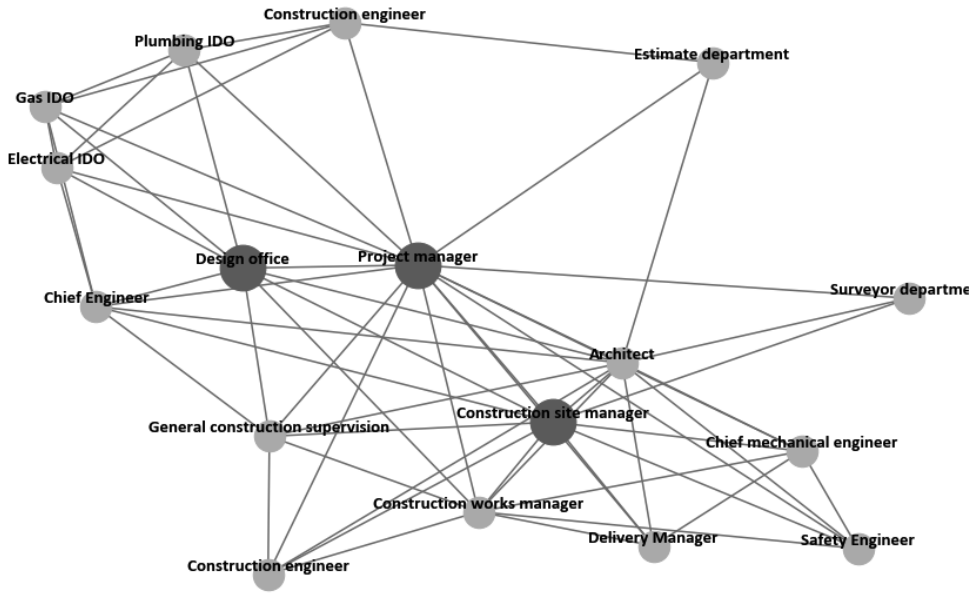 Construction engineer
Plumbing IDO
Estimate department
Gas IDO
Electrical IDO
Design office
Project manager
Chief Engineer
Surveyor departme
Architect
Construction site manager
General construction supervision
Chief mechanical engineer
Construction works manager
Delivery Manager
Safety Engineer
Construction engineer